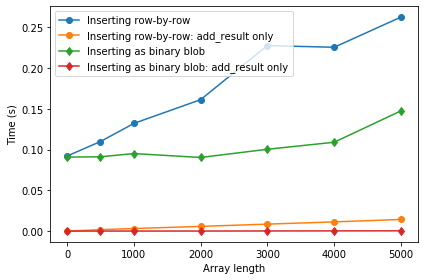 Inserting row-by-row
Inserting row-by-row: add_result only
Inserting as binary blob
Inserting as binary blob: add_result only
0.25
0.20
0.15
0.10
0.05
0.00
Time (s)
0
1000
2000
3000
4000
5000
Array length